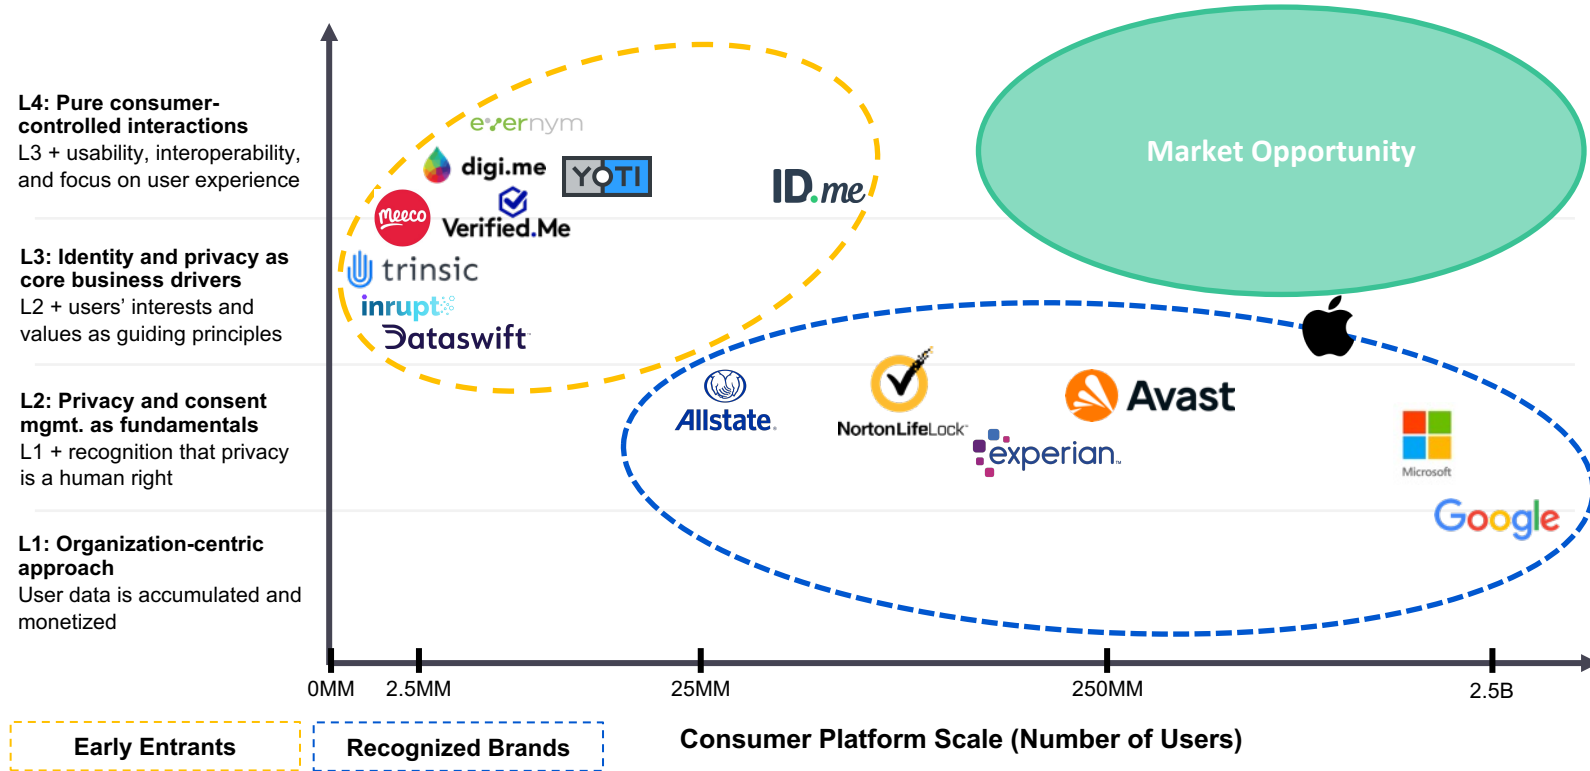 L4: Pure consumer-
controlled interactions
L3 + usability, interoperability,
and focus on user experience
L3: Identity and privacy as
core business drivers
L2 + users’ interests and
values as guiding principles
L2: Privacy and consent
mgmt. as fundamentals
L1 + recognition that privacy
is a human right
L1: Organization-centric
approach
User data is accumulated and
monetized
evernym
digi.me
YOTI
ID.me
meeco
Verified.Me
trinsic
inrupt
Dataswift
Market Opportunity
Allstate
NortonLifeLock
Avast
experian™
Microsoft
Google
0MM
2.5MM
25MM
250MM
2.5B
Consumer Platform Scale (Number of Users)
Early Entrants
Recognized Brands